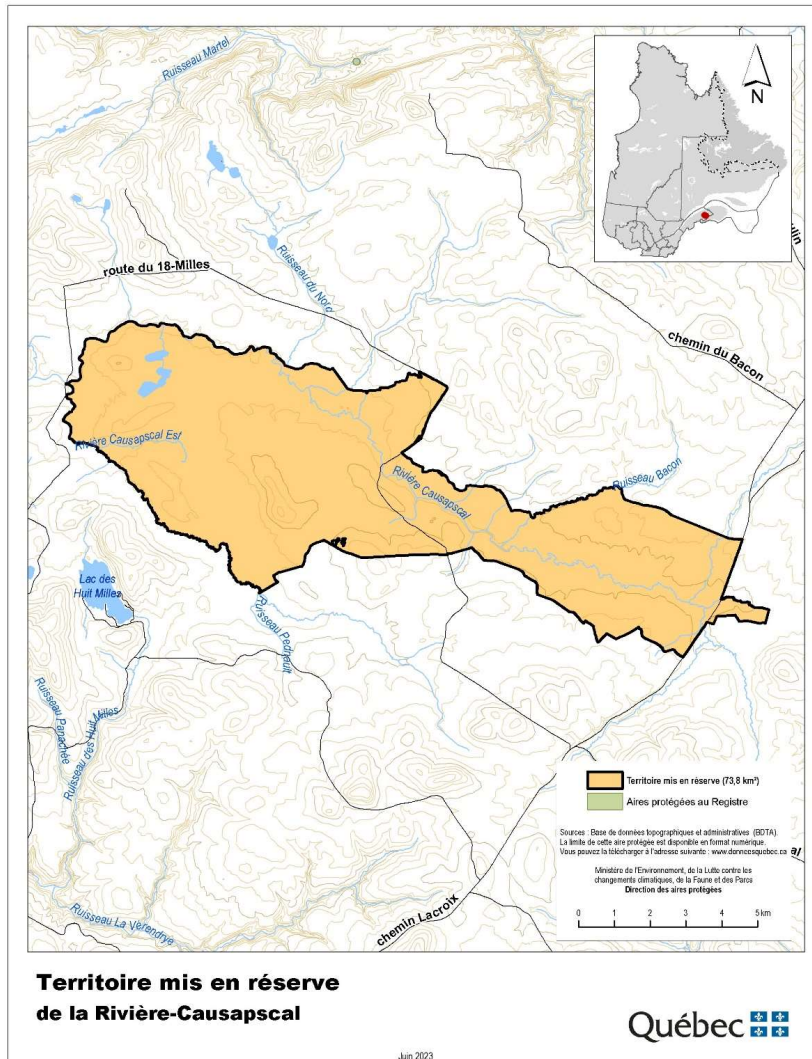 Ruisseau Martel
N
route du 18-Milles
Ruisseau du Nord
chemin du Bacon
Rivière Causapscal Est
Rivière Causapscal
Ruisseau Bacon
Lac des
Huit Milles
Ruisseau Panachée
Ruisseau des Huit Milles
Territoire mis en réserve (73,8 km²)
Aires protégées au Registre
Sources : Base de données topographiques et administratives (BDTA).
La limite de cette aire protégée est disponible en format numérique.
Vous pouvez la télécharger à l'adresse suivante : www.donneesquebec.ca
Ministère de l'Environnement, de la Lutte contre les
changements climatiques, de la Faune et des Parcs
Direction des aires protégées
0 1 2 3 4 5 km
Ruisseau La Vérendrye
chemin Lacroix
Territoire mis en réserve
de la Rivière-Causapscal
Québec
Juin 2023